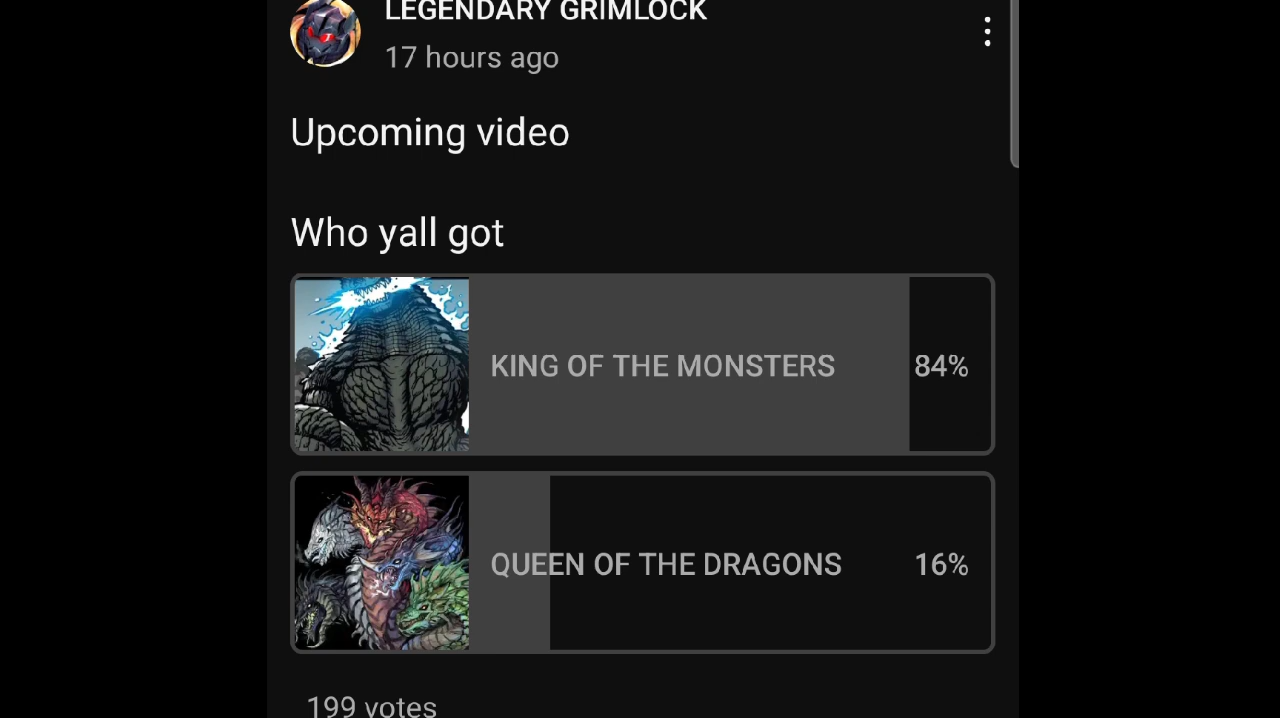 LEGENDARY GRIMLOCK
17 hours ago
Upcoming video
Who yall got
KING OF THE MONSTERS 84%
QUEEN OF THE DRAGONS 16%
199 votes